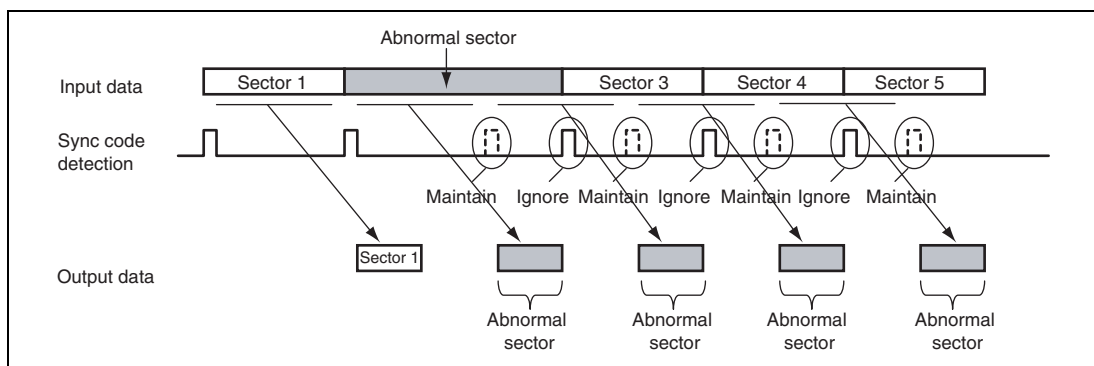 Abnormal sector
Input data
Sector 1
Sector 3
Sector 4
Sector 5
Sync code
detection
Maintain
Ignore
Maintain
Ignore
Maintain
Ignore
Maintain
Output data
Sector 1
Abnormal
sector
Abnormal
sector
Abnormal
sector
Abnormal
sector